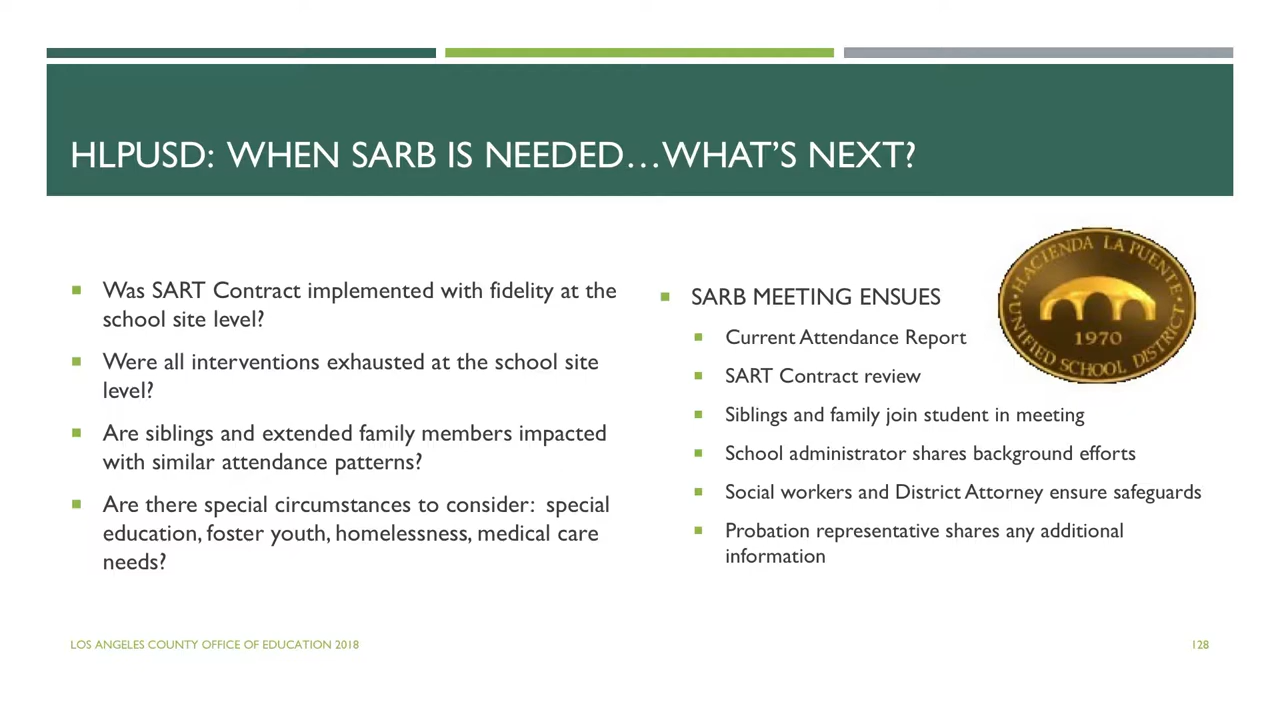 HLPUSD: WHEN SARB IS NEEDED…WHAT’S NEXT?
Was SART Contract implemented with fidelity at the
school site level?
Were all interventions exhausted at the school site
level?
Are siblings and extended family members impacted
with similar attendance patterns?
Are there special circumstances to consider: special
education, foster youth, homelessness, medical care
needs?
SARB MEETING ENSUES
Current Attendance Report
SART Contract review
Siblings and family join student in meeting
School administrator shares background efforts
Social workers and District Attorney ensure safeguards
Probation representative shares any additional
information
HACIENDA LA PUENTE
1970
UNIFIED SCHOOL DISTRICT
LOS ANGELES COUNTY OFFICE OF EDUCATION 2018
128